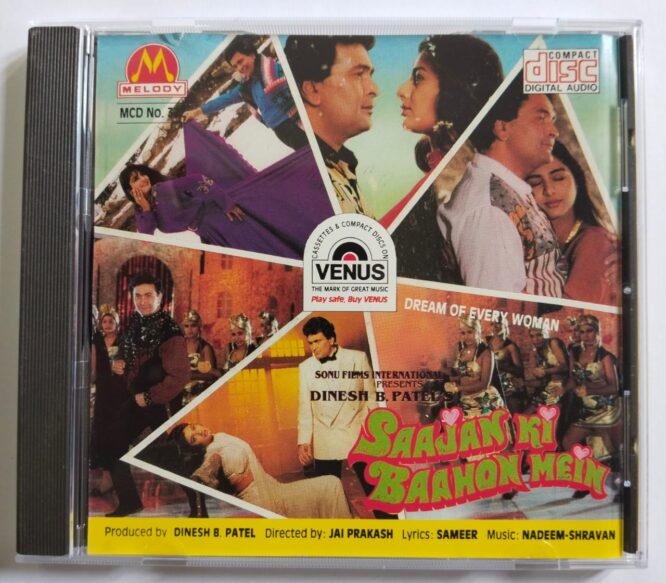 MELODY
MCD No.
COMPACT
disc
DIGITAL AUDIO
CASSETTES & COMPACT DISCS ON
VENUS
THE MARK OF GREAT MUSIC
Play safe, Buy VENUS
DREAM OF EVERY WOMAN
SONU FILMS INTERNATIONAL
PRESENTS
DINESH B. PATEL'S
SAAJAN KI
BAAHON MEIN
Produced by DINESH B. PATEL Directed by: JAI PRAKASH Lyrics: SAMEER Music: NADEEM-SHRAVAN